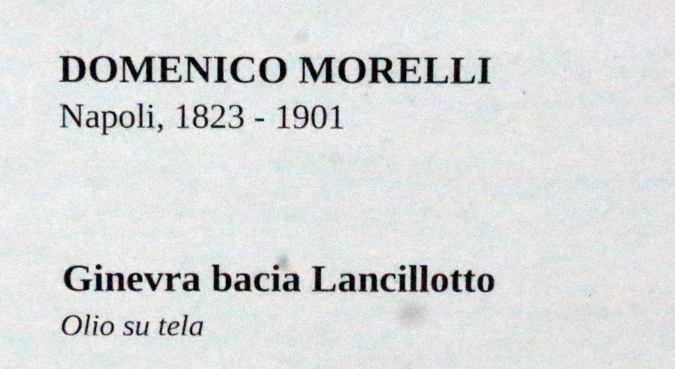 DOMENICO MORELLI
Napoli, 1823 - 1901
Ginevra bacia Lancillotto
Olio su tela